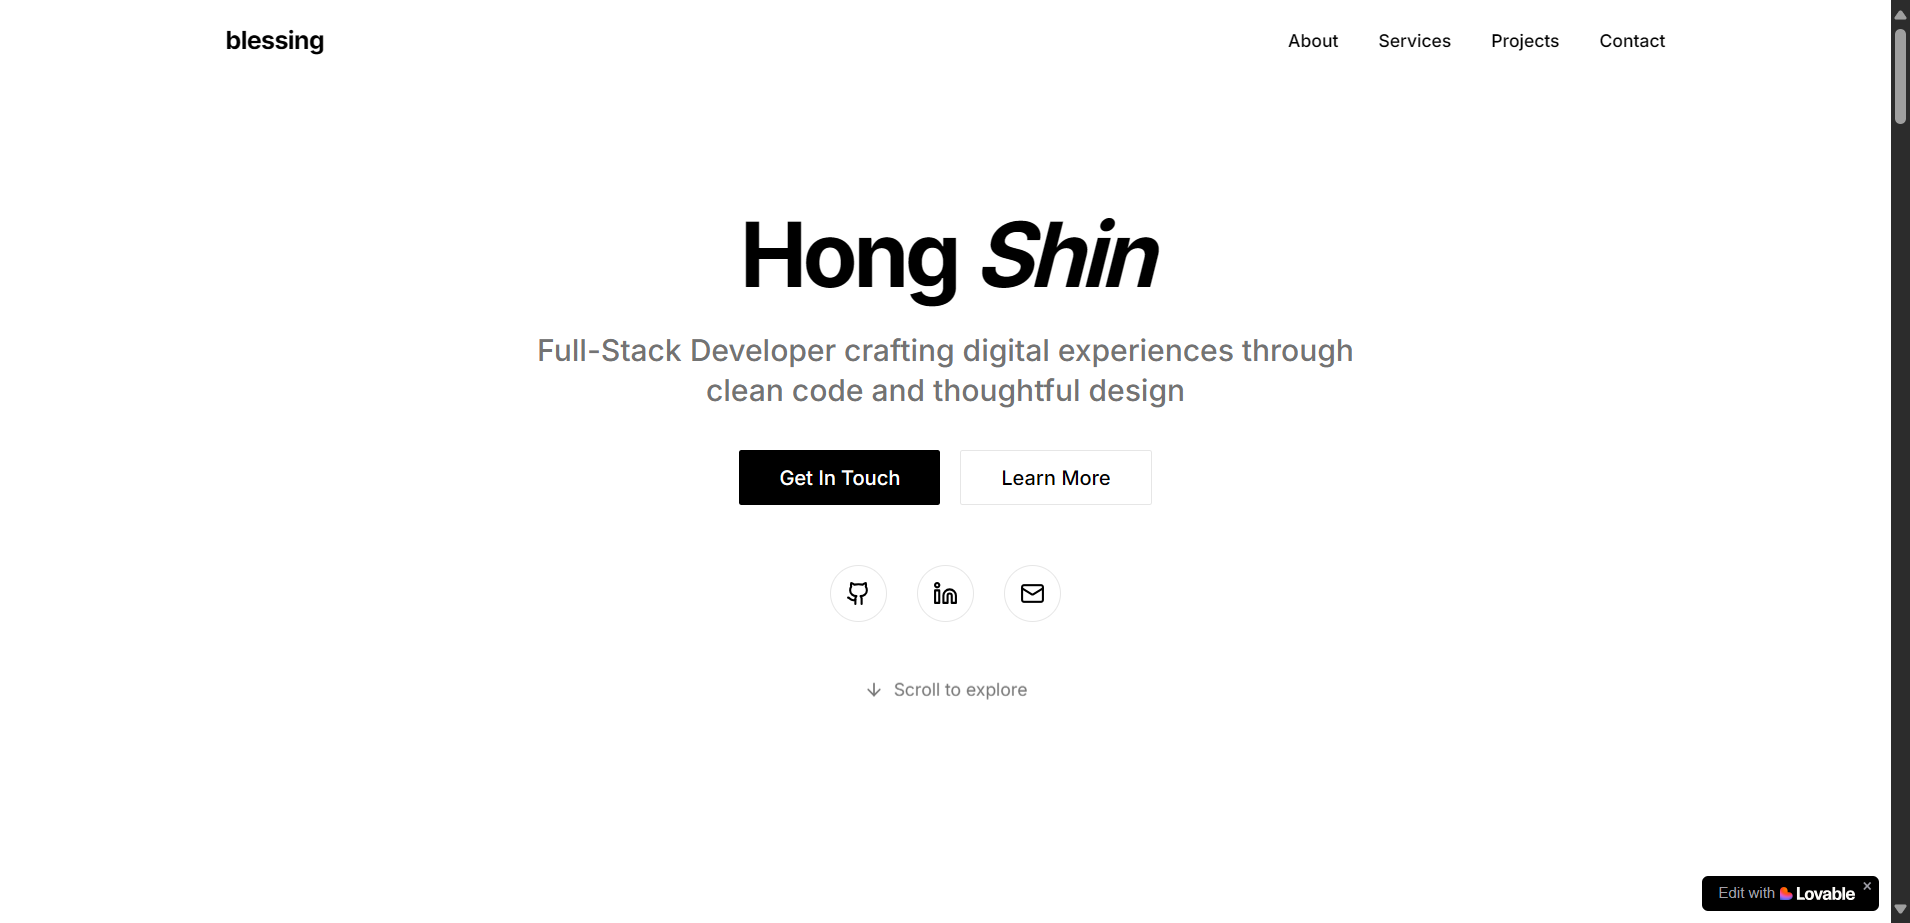 blessing
About
Services
Projects
Contact
Hong Shin
Full-Stack Developer crafting digital experiences through
clean code and thoughtful design
Get In Touch
Learn More
Scroll to explore
Edit with Lovable